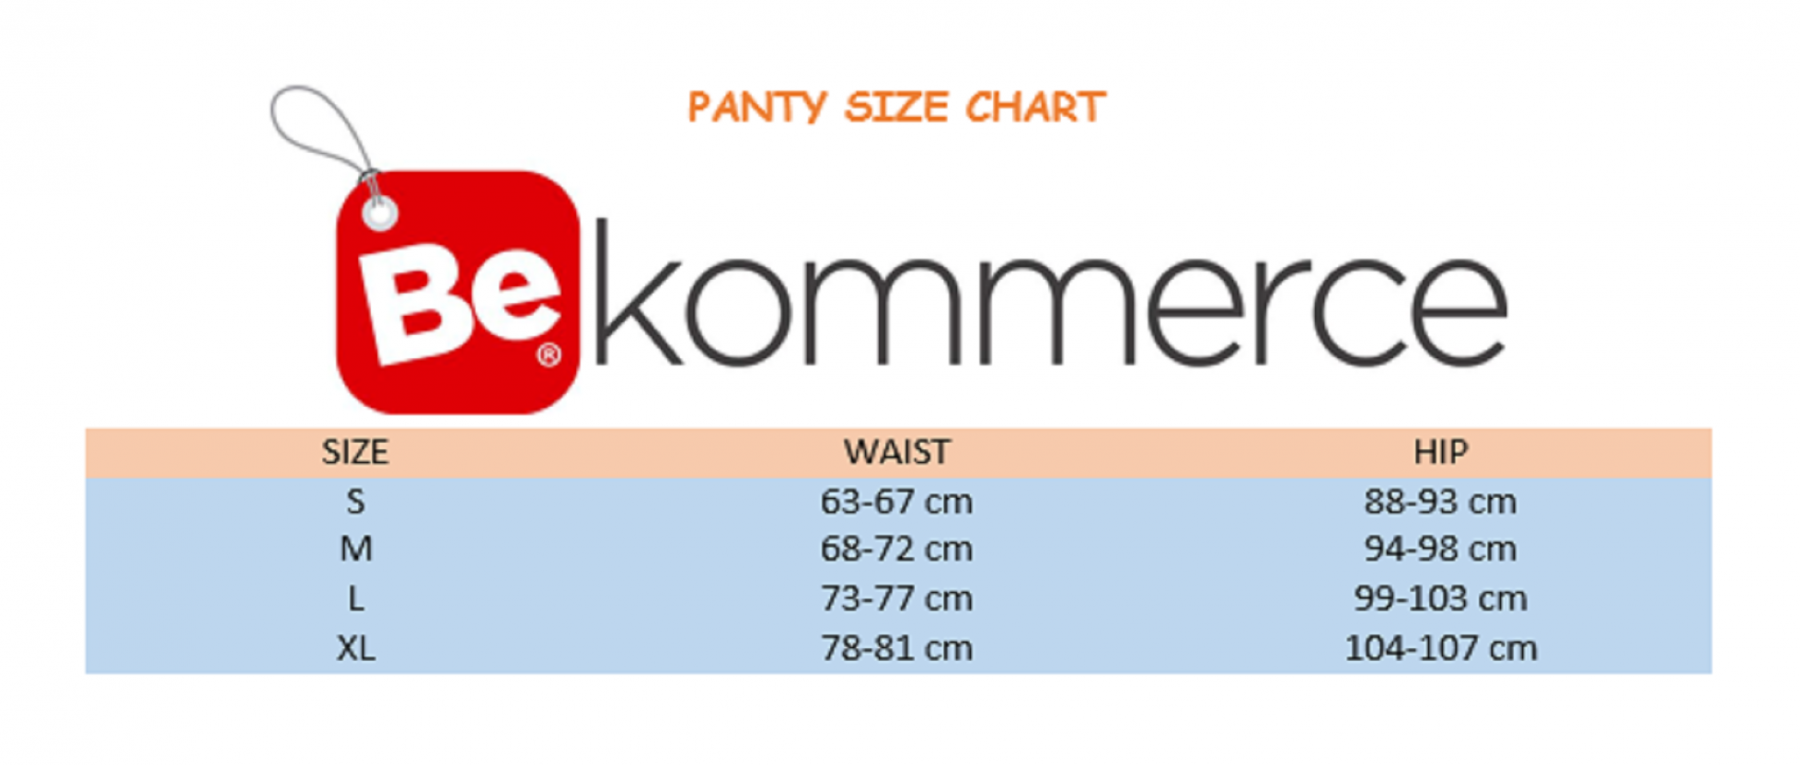 PANTY SIZE CHART
Be® kommerce
SIZE WAIST HIP
S 63-67 cm 88-93 cm
M 68-72 cm 94-98 cm
L 73-77 cm 99-103 cm
XL 78-81 cm 104-107 cm